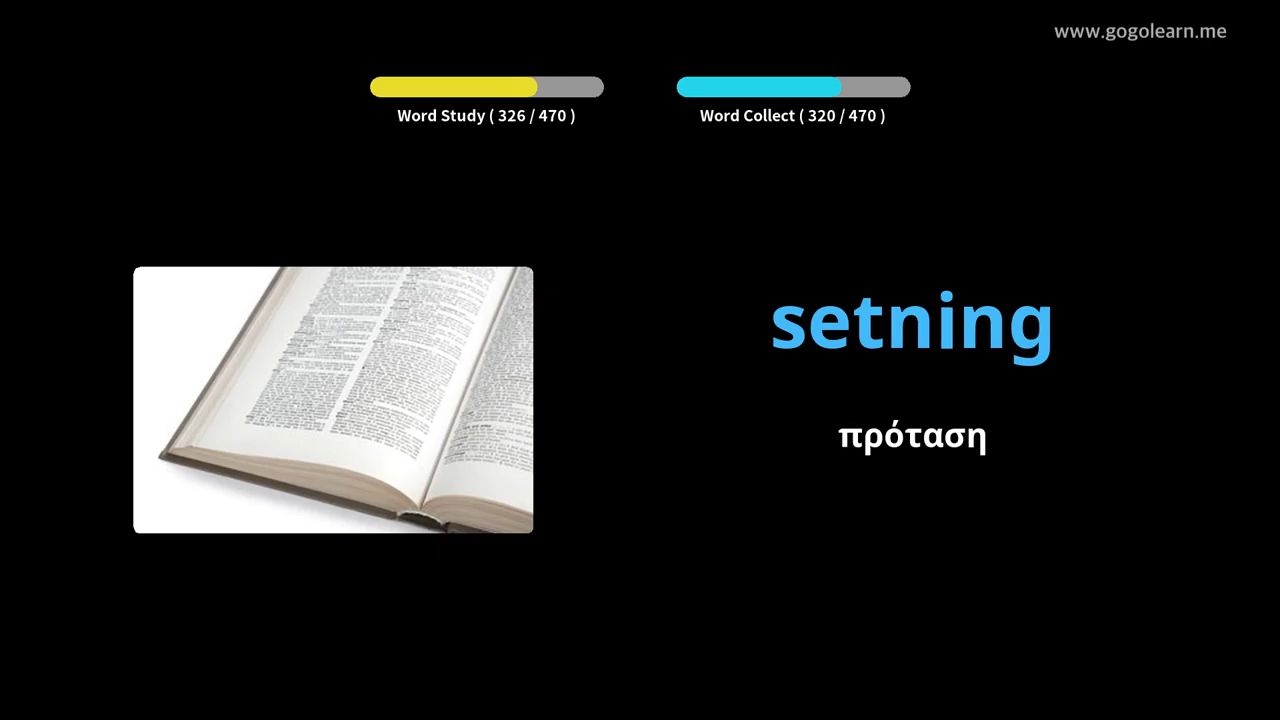 www.gogolearn.me
Word Study ( 326 / 470 )
Word Collect ( 320 / 470 )
setning
πρόταση